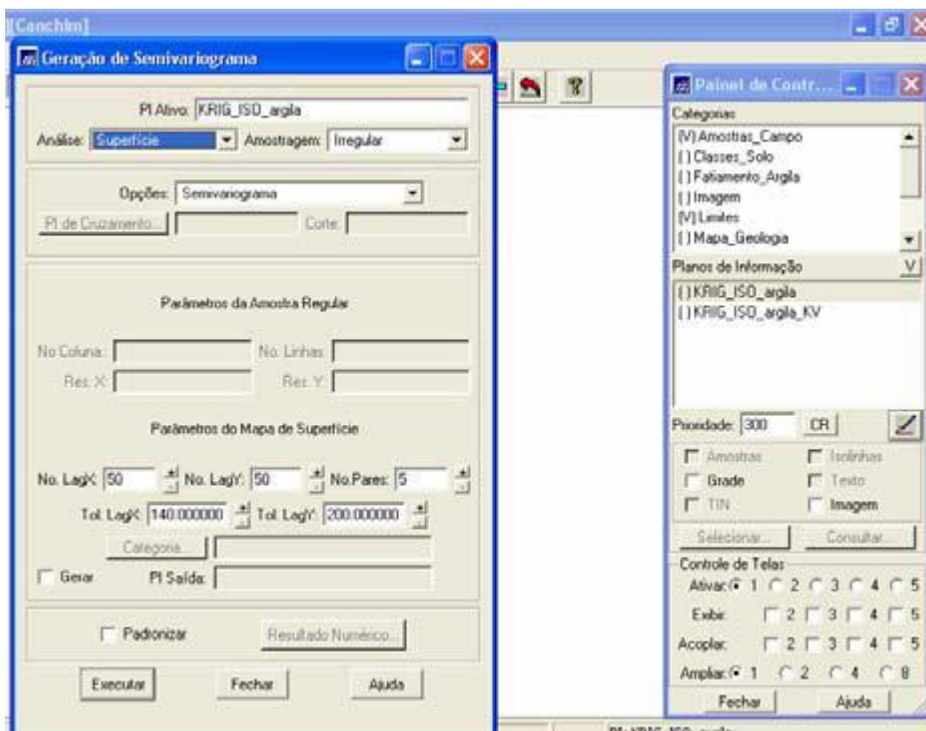 [Canchim]
Geração de Semivariograma
PI Ativo: KRIG_ISO_argila
Análise: Superfície Amostragem: Irregular
Opções: Semivariograma
PI de Cruzamento... Corte:
Parâmetros da Amostra Regular
No Coluna: No. Linhas:
Res. X: Res. Y:
Parâmetros do Mapa de Superfície
No. LagX: 50 No. LagY: 50 No.Pares: 5
Tol. LagX: 140.000000 Tol. LagY: 200.000000
Categoria...
Gerar PI Saída:
Padronizar Resultado Numérico...
Executar Fechar Ajuda
Painel de Contr...
Categorias
(V) Amostras_Campo
( ) Classes_Solo
( ) Fatiamento_Argila
( ) Imagem
(V) Limites
( ) Mapa_Geologia
Planos de Informação V
( ) KRIG_ISO_argila
( ) KRIG_ISO_argila_KV
Prioridade: 300 CR
Amostras Isolinhas
Grade Texto
TIN Imagem
Selecionar... Consultar...
Controle de Telas
Ativar: 1 2 3 4 5
Exibir: 2 3 4 5
Acoplar: 2 3 4 5
Ampliar: 1 2 4 8
Fechar Ajuda